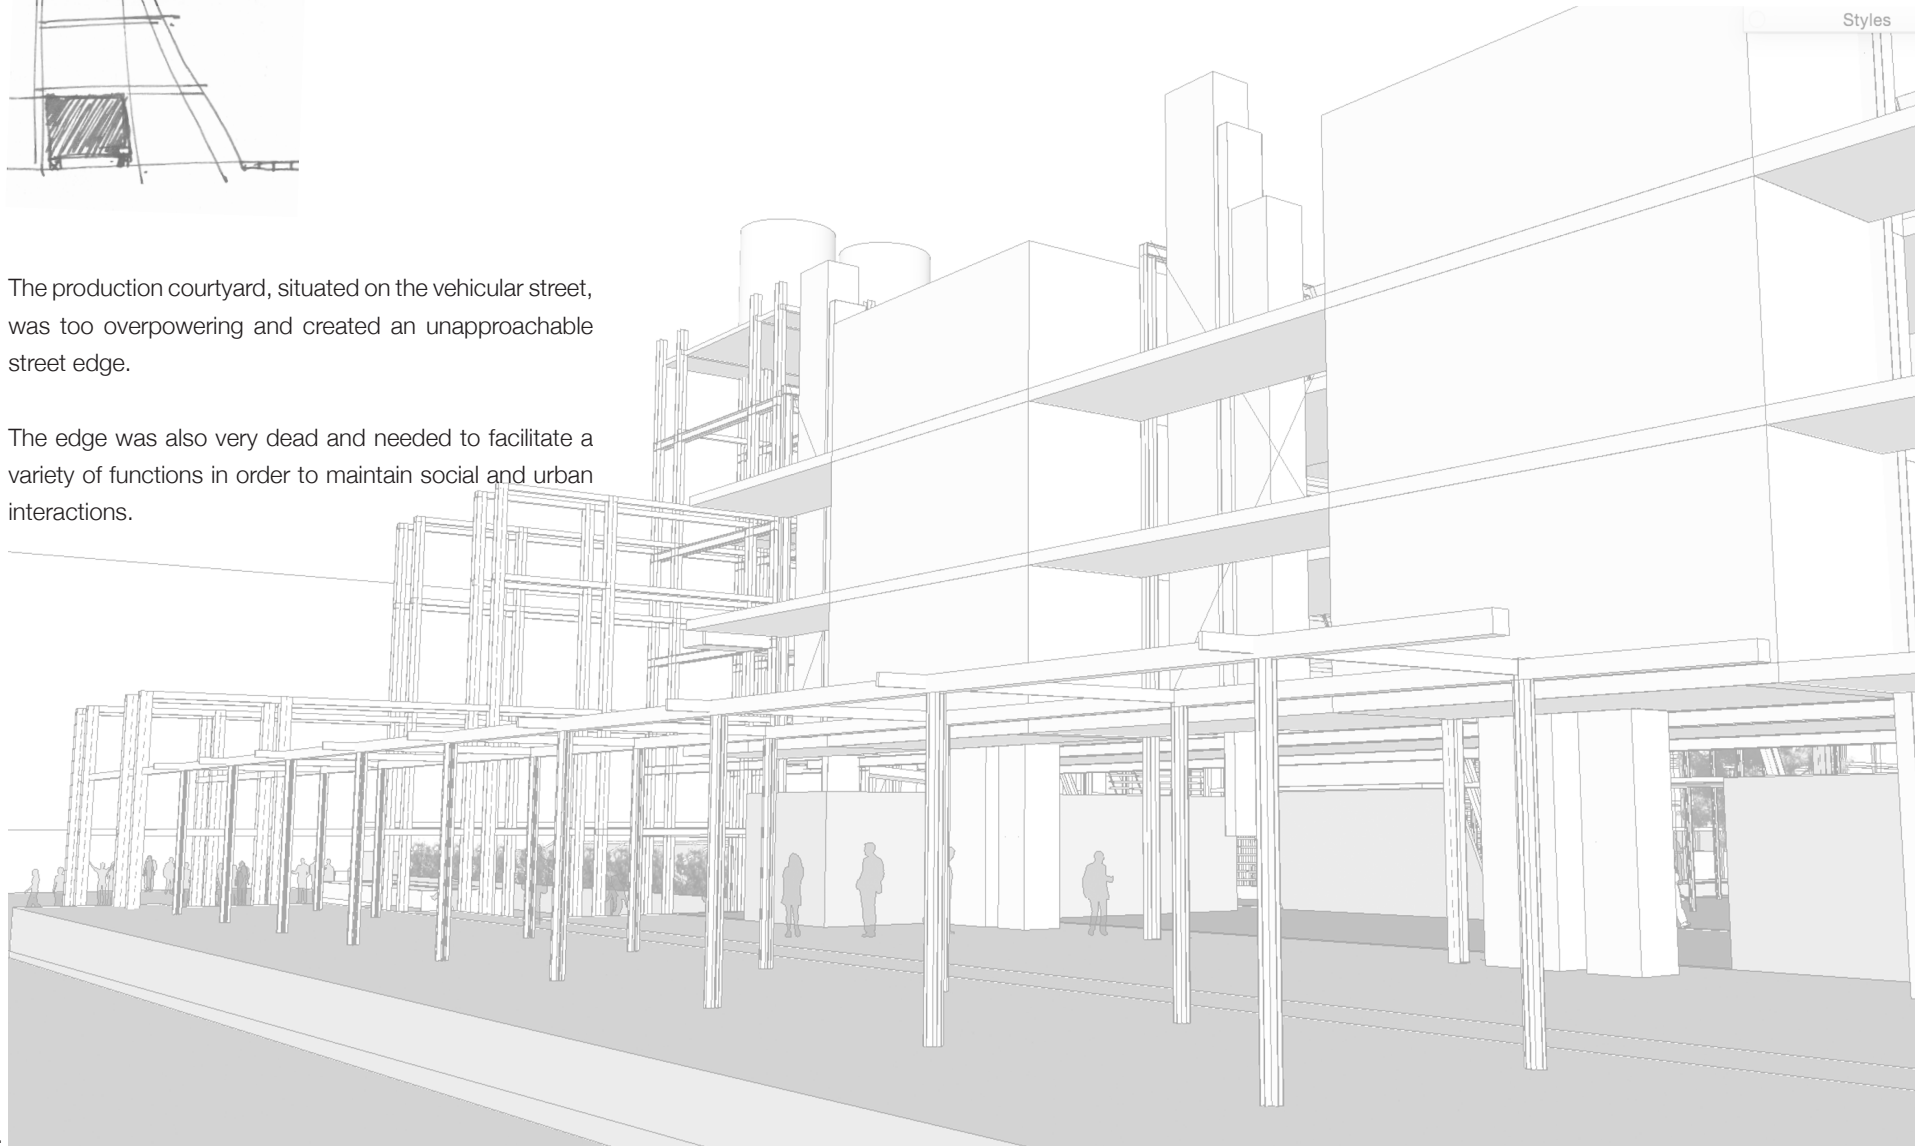 Styles
The production courtyard, situated on the vehicular street,
was too overpowering and created an unapproachable
street edge.
The edge was also very dead and needed to facilitate a
variety of functions in order to maintain social and urban
interactions.